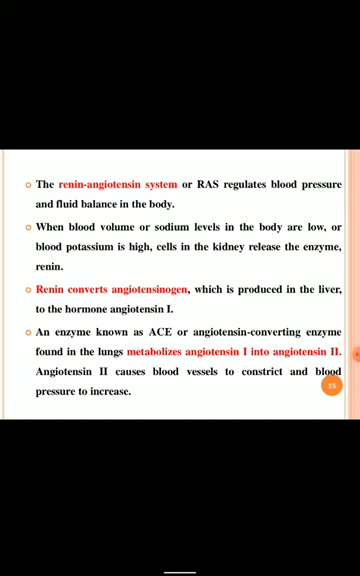 The renin-angiotensin system or RAS regulates blood pressure
and fluid balance in the body.
When blood volume or sodium levels in the body are low, or
blood potassium is high, cells in the kidney release the enzyme,
renin.
Renin converts angiotensinogen, which is produced in the liver,
to the hormone angiotensin I.
An enzyme known as ACE or angiotensin-converting enzyme
found in the lungs metabolizes angiotensin I into angiotensin II.
Angiotensin II causes blood vessels to constrict and blood
pressure to increase.
25